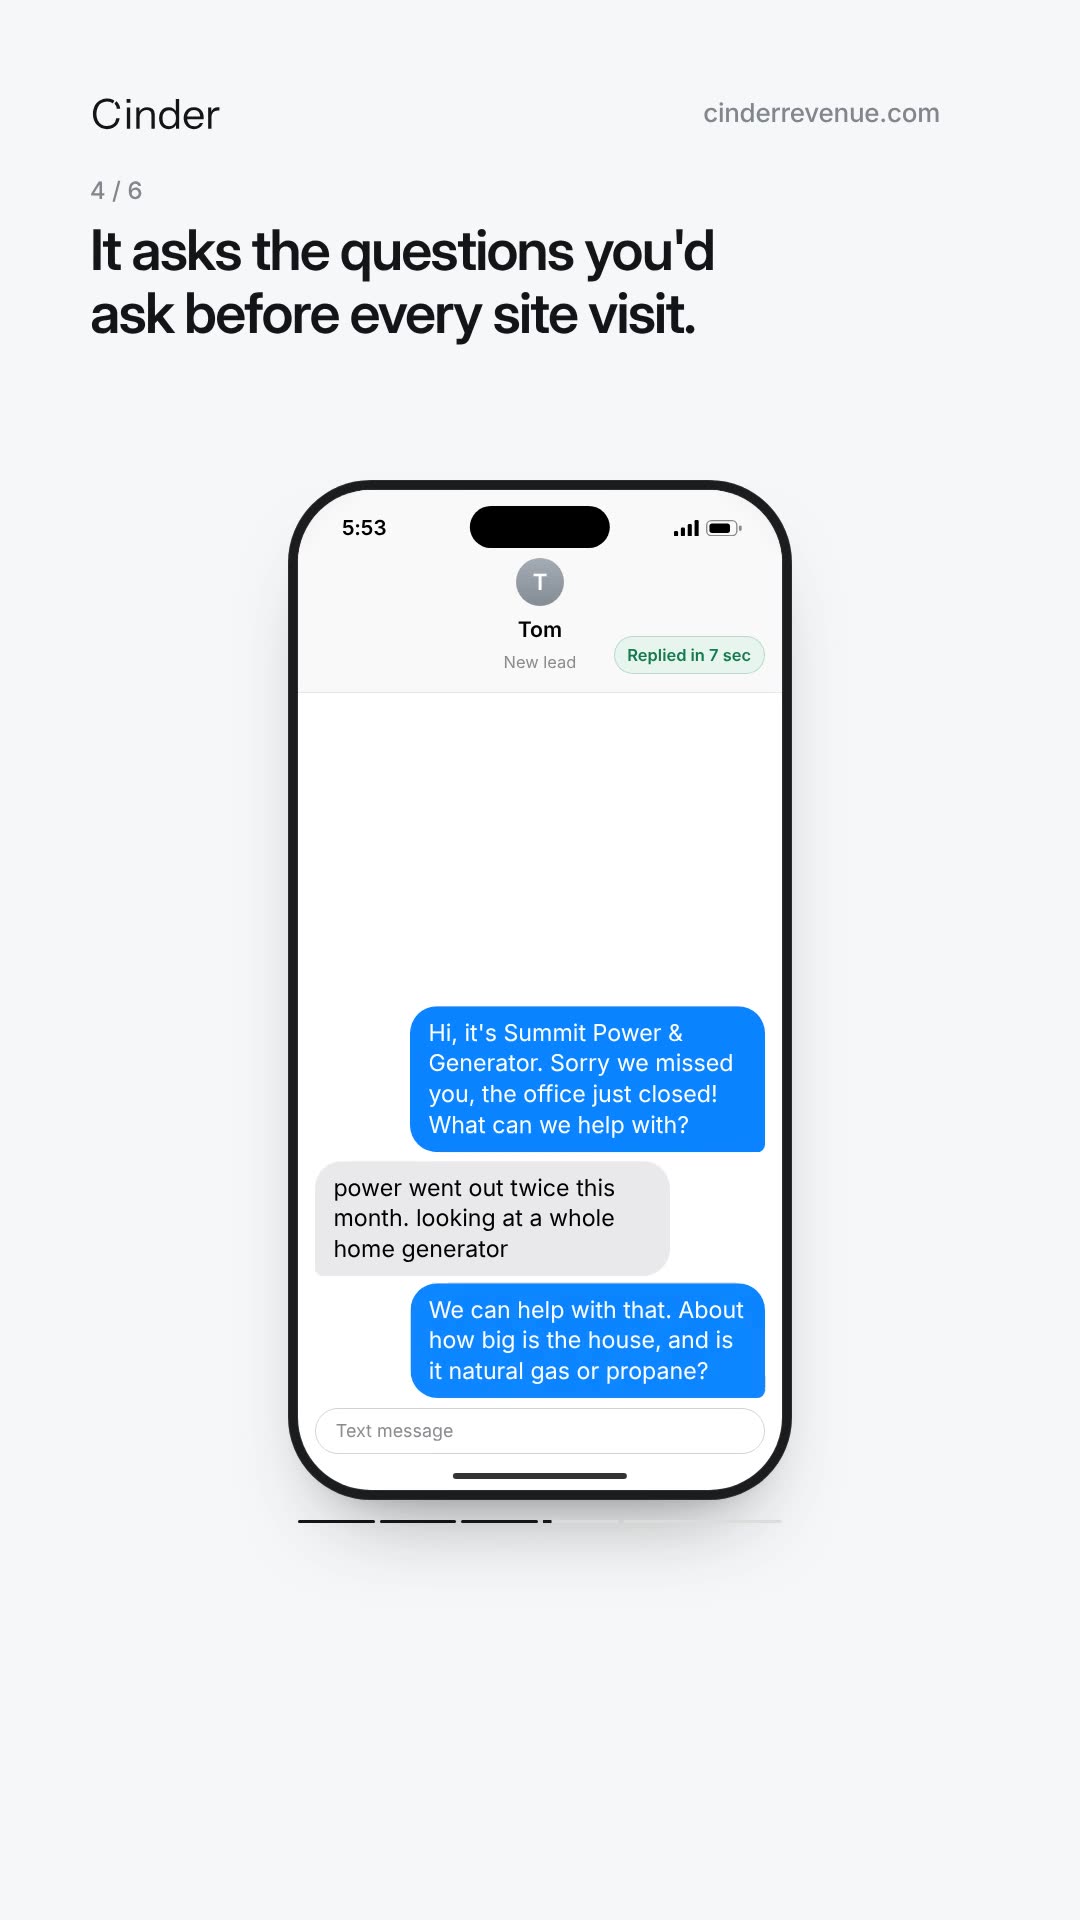 Cinder
cinderrevenue.com
4 / 6
It asks the questions you'd
ask before every site visit.
5:53
T
Tom
New lead
Replied in 7 sec
Hi, it's Summit Power &
Generator. Sorry we missed
you, the office just closed!
What can we help with?
power went out twice this
month. looking at a whole
home generator
We can help with that. About
how big is the house, and is
it natural gas or propane?
Text message